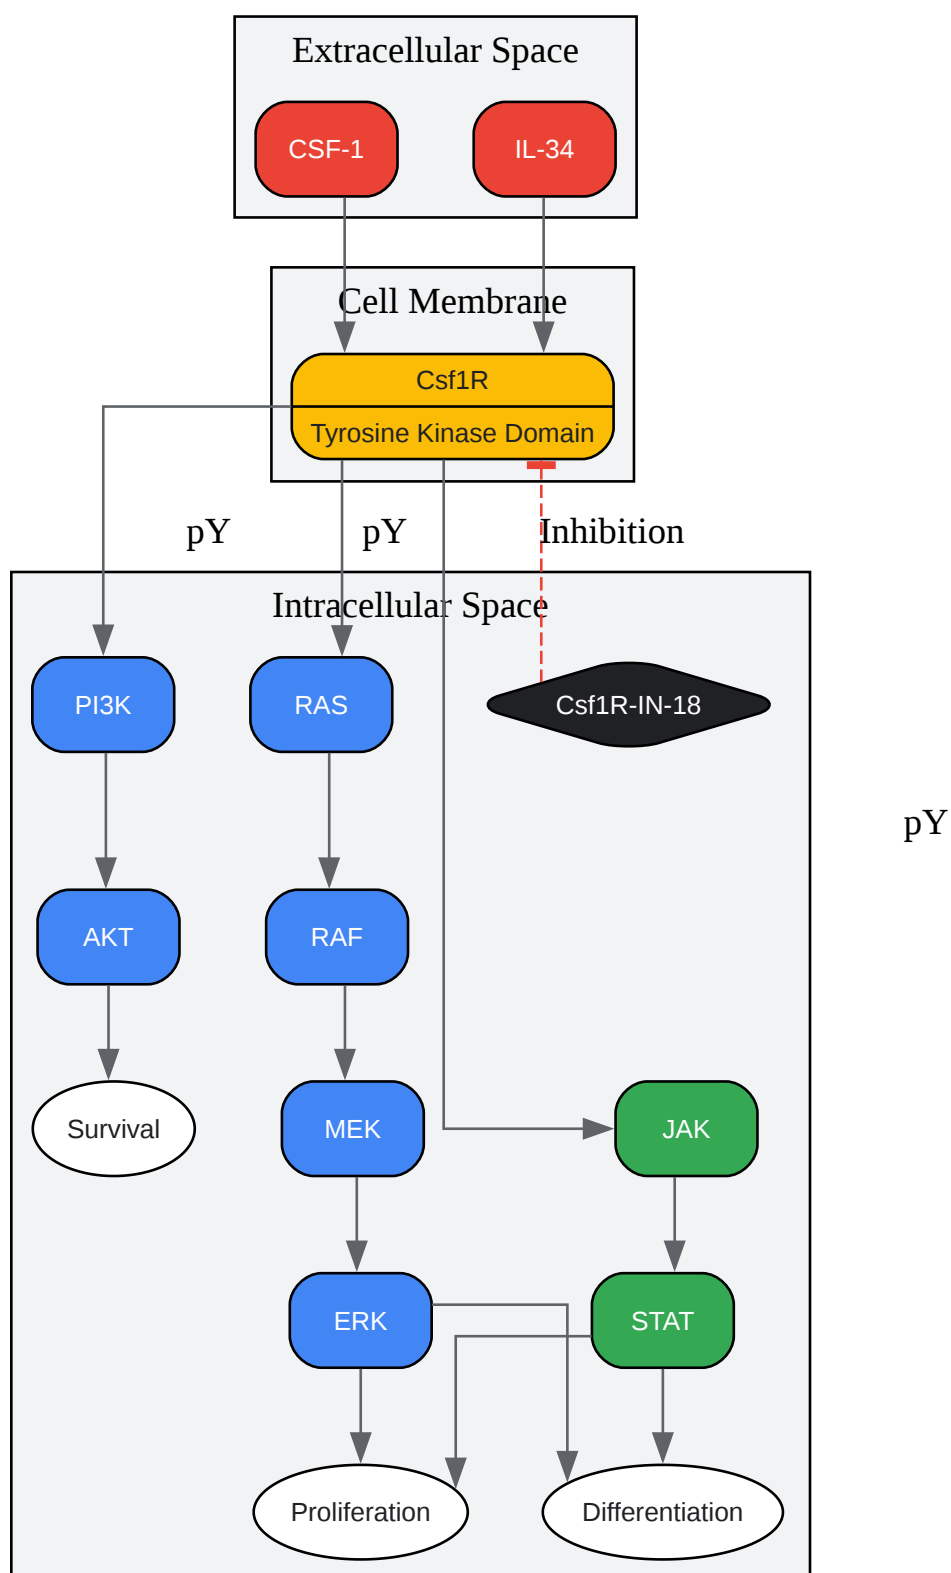 Extracellular Space
CSF-1
IL-34
Cell Membrane
Csf1R
Tyrosine Kinase Domain
pY
pY
Inhibition
Intracellular Space
PI3K
RAS
Csf1R-IN-18
pY
AKT
RAF
Survival
MEK
JAK
ERK
STAT
Proliferation
Differentiation